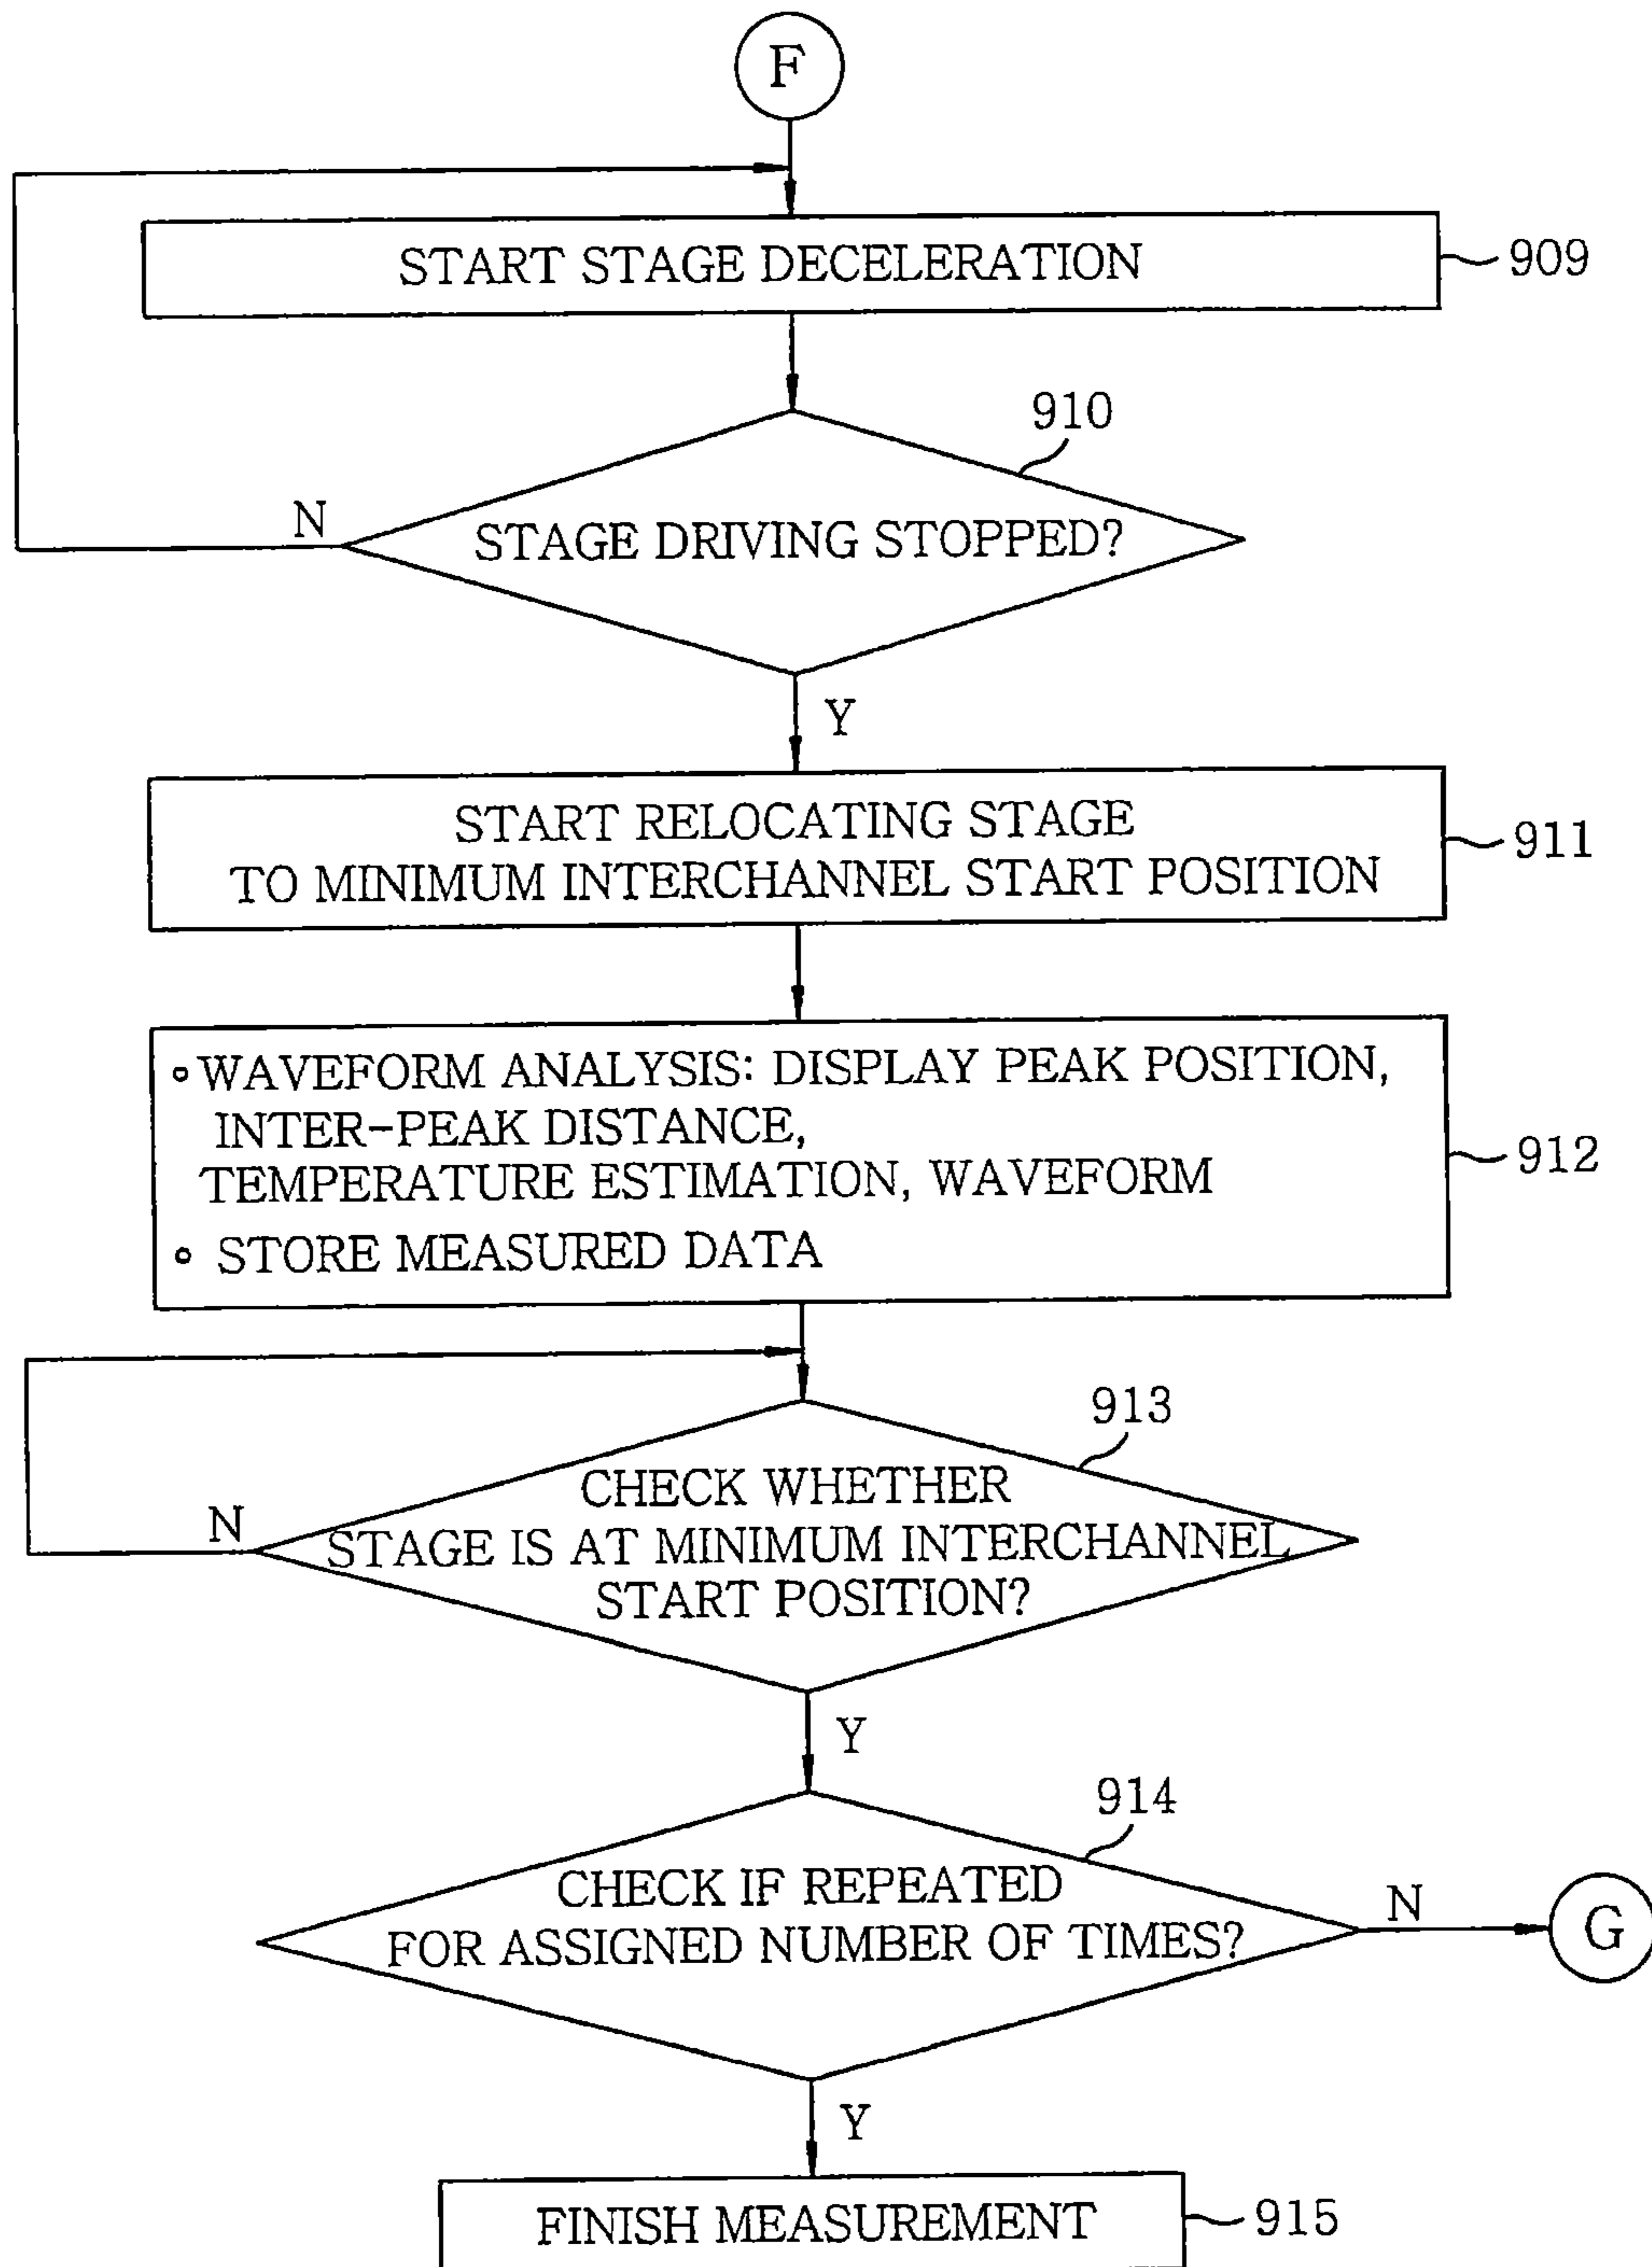 F
START STAGE DECELERATION
909
910
N
STAGE DRIVING STOPPED?
Y
START RELOCATING STAGE
TO MINIMUM INTERCHANNEL START POSITION
911
∘ WAVEFORM ANALYSIS: DISPLAY PEAK POSITION,
INTER-PEAK DISTANCE,
TEMPERATURE ESTIMATION, WAVEFORM
∘ STORE MEASURED DATA
912
913
N
CHECK WHETHER
STAGE IS AT MINIMUM INTERCHANNEL
START POSITION?
Y
914
CHECK IF REPEATED
FOR ASSIGNED NUMBER OF TIMES?
N
G
Y
FINISH MEASUREMENT
915